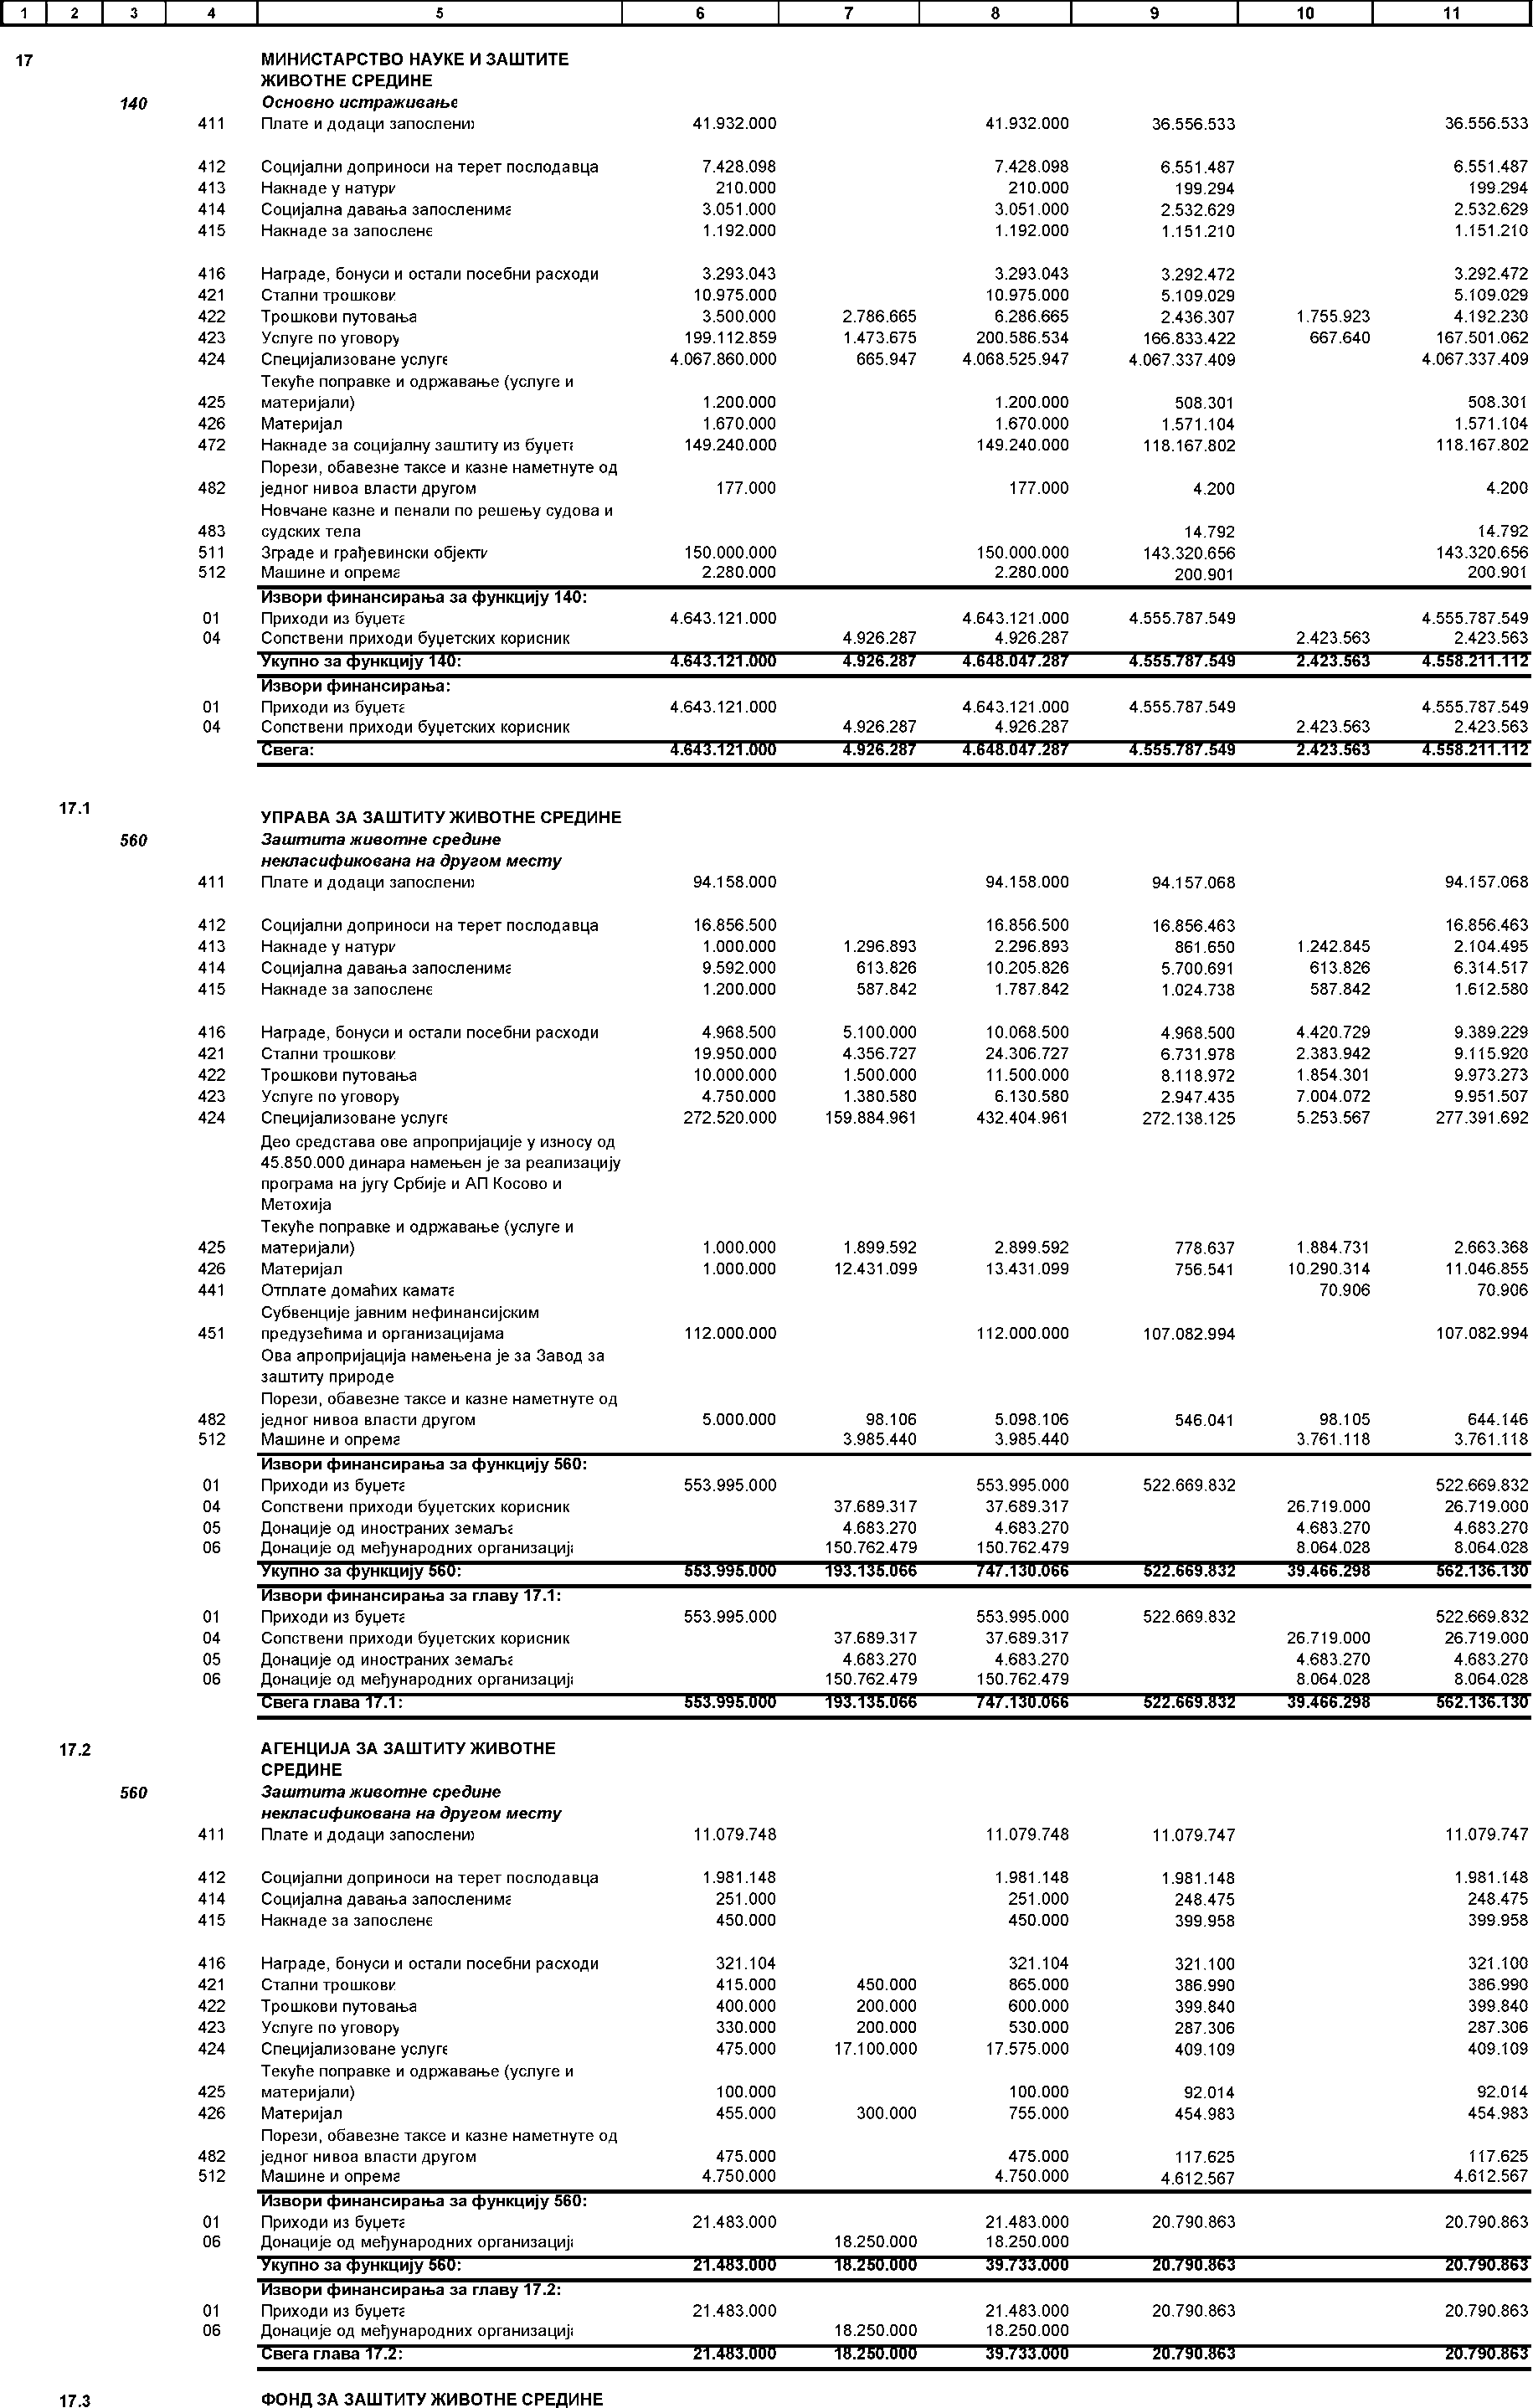 1 2 3 4 5 6 7 8 9 10 11
17 МИНИСТАРСТВО НАУКЕ И ЗАШТИТЕ
ЖИВОТНЕ СРЕДИНЕ
140 Основно истраживање
411 Плате и додаци запослених 41.932.000 41.932.000 36.556.533 36.556.533
412 Социјални доприноси на терет послодавца 7.428.098 7.428.098 6.551.487 6.551.487
413 Накнаде у натури 210.000 210.000 199.294 199.294
414 Социјална давања запосленима 3.051.000 3.051.000 2.532.629 2.532.629
415 Накнаде за запослене 1.192.000 1.192.000 1.151.210 1.151.210
416 Награде, бонуси и остали посебни расходи 3.293.043 3.293.043 3.292.472 3.292.472
421 Стални трошкови 10.975.000 10.975.000 5.109.029 5.109.029
422 Трошкови путовања 3.500.000 2.786.665 6.286.665 2.436.307 1.755.923 4.192.230
423 Услуге по уговору 199.112.859 1.473.675 200.586.534 166.833.422 667.640 167.501.062
424 Специјализоване услуге 4.067.860.000 665.947 4.068.525.947 4.067.337.409 4.067.337.409
Текуће поправке и одржавање (услуге и
425 материјали) 1.200.000 1.200.000 508.301 508.301
426 Материјал 1.670.000 1.670.000 1.571.104 1.571.104
472 Накнаде за социјалну заштиту из буџета 149.240.000 149.240.000 118.167.802 118.167.802
Порези, обавезне таксе и казне наметнуте од
482 једног нивоа власти другом 177.000 177.000 4.200 4.200
Новчане казне и пенали по решењу судова и
483 судских тела 14.792 14.792
511 Зграде и грађевински објекти 150.000.000 150.000.000 143.320.656 143.320.656
512 Машине и опрема 2.280.000 2.280.000 200.901 200.901
Извори финансирања за функцију 140:
01 Приходи из буџета 4.643.121.000 4.643.121.000 4.555.787.549 4.555.787.549
04 Сопствени приходи буџетских корисник 4.926.287 4.926.287 2.423.563 2.423.563
Укупно за функцију 140: 4.643.121.000 4.926.287 4.648.047.287 4.555.787.549 2.423.563 4.558.211.112
Извори финансирања:
01 Приходи из буџета 4.643.121.000 4.643.121.000 4.555.787.549 4.555.787.549
04 Сопствени приходи буџетских корисник 4.926.287 4.926.287 2.423.563 2.423.563
Свега: 4.643.121.000 4.926.287 4.648.047.287 4.555.787.549 2.423.563 4.558.211.112
17.1 УПРАВА ЗА ЗАШТИТУ ЖИВОТНЕ СРЕДИНЕ
560 Заштита животне средине
некласификована на другом месту
411 Плате и додаци запослених 94.158.000 94.158.000 94.157.068 94.157.068
412 Социјални доприноси на терет послодавца 16.856.500 16.856.500 16.856.463 16.856.463
413 Накнаде у натури 1.000.000 1.296.893 2.296.893 861.650 1.242.845 2.104.495
414 Социјална давања запосленима 9.592.000 613.826 10.205.826 5.700.691 613.826 6.314.517
415 Накнаде за запослене 1.200.000 587.842 1.787.842 1.024.738 587.842 1.612.580
416 Награде, бонуси и остали посебни расходи 4.968.500 5.100.000 10.068.500 4.968.500 4.420.729 9.389.229
421 Стални трошкови 19.950.000 4.356.727 24.306.727 6.731.978 2.383.942 9.115.920
422 Трошкови путовања 10.000.000 1.500.000 11.500.000 8.118.972 1.854.301 9.973.273
423 Услуге по уговору 4.750.000 1.380.580 6.130.580 2.947.435 7.004.072 9.951.507
424 Специјализоване услуге 272.520.000 159.884.961 432.404.961 272.138.125 5.253.567 277.391.692
Део средстава ове апропријације у износу од
45.850.000 динара намењен је за реализацију
програма на југу Србије и АП Косово и
Метохија
Текуће поправке и одржавање (услуге и
425 материјали) 1.000.000 1.899.592 2.899.592 778.637 1.884.731 2.663.368
426 Материјал 1.000.000 12.431.099 13.431.099 756.541 10.290.314 11.046.855
441 Отплате домаћих камата 70.906 70.906
Субвенције јавним нефинансијским
451 предузећима и организацијама 112.000.000 112.000.000 107.082.994 107.082.994
Ова апропријација намењена је за Завод за
заштиту природе
Порези, обавезне таксе и казне наметнуте од
482 једног нивоа власти другом 5.000.000 98.106 5.098.106 546.041 98.105 644.146
512 Машине и опрема 3.985.440 3.985.440 3.761.118 3.761.118
Извори финансирања за функцију 560:
01 Приходи из буџета 553.995.000 553.995.000 522.669.832 522.669.832
04 Сопствени приходи буџетских корисник 37.689.317 37.689.317 26.719.000 26.719.000
05 Донације од иностраних земаља 4.683.270 4.683.270 4.683.270 4.683.270
06 Донације од међународних организациј 150.762.479 150.762.479 8.064.028 8.064.028
Укупно за функцију 560: 553.995.000 193.135.066 747.130.066 522.669.832 39.466.298 562.136.130
Извори финансирања за главу 17.1:
01 Приходи из буџета 553.995.000 553.995.000 522.669.832 522.669.832
04 Сопствени приходи буџетских корисник 37.689.317 37.689.317 26.719.000 26.719.000
05 Донације од иностраних земаља 4.683.270 4.683.270 4.683.270 4.683.270
06 Донације од међународних организациј 150.762.479 150.762.479 8.064.028 8.064.028
Свега глава 17.1: 553.995.000 193.135.066 747.130.066 522.669.832 39.466.298 562.136.130
17.2 АГЕНЦИЈА ЗА ЗАШТИТУ ЖИВОТНЕ
СРЕДИНЕ
560 Заштита животне средине
некласификована на другом месту
411 Плате и додаци запослених 11.079.748 11.079.748 11.079.747 11.079.747
412 Социјални доприноси на терет послодавца 1.981.148 1.981.148 1.981.148 1.981.148
414 Социјална давања запосленима 251.000 251.000 248.475 248.475
415 Накнаде за запослене 450.000 450.000 399.958 399.958
416 Награде, бонуси и остали посебни расходи 321.104 321.104 321.100 321.100
421 Стални трошкови 415.000 450.000 865.000 386.990 386.990
422 Трошкови путовања 400.000 200.000 600.000 399.840 399.840
423 Услуге по уговору 330.000 200.000 530.000 287.306 287.306
424 Специјализоване услуге 475.000 17.100.000 17.575.000 409.109 409.109
Текуће поправке и одржавање (услуге и
425 материјали) 100.000 100.000 92.014 92.014
426 Материјал 455.000 300.000 755.000 454.983 454.983
Порези, обавезне таксе и казне наметнуте од
482 једног нивоа власти другом 475.000 475.000 117.625 117.625
512 Машине и опрема 4.750.000 4.750.000 4.612.567 4.612.567
Извори финансирања за функцију 560:
01 Приходи из буџета 21.483.000 21.483.000 20.790.863 20.790.863
06 Донације од међународних организациј 18.250.000 18.250.000
Укупно за функцију 560: 21.483.000 18.250.000 39.733.000 20.790.863 20.790.863
Извори финансирања за главу 17.2:
01 Приходи из буџета 21.483.000 21.483.000 20.790.863 20.790.863
06 Донације од међународних организациј 18.250.000 18.250.000
Свега глава 17.2: 21.483.000 18.250.000 39.733.000 20.790.863 20.790.863
17.3 ФОНД ЗА ЗАШТИТУ ЖИВОТНЕ СРЕДИНЕ